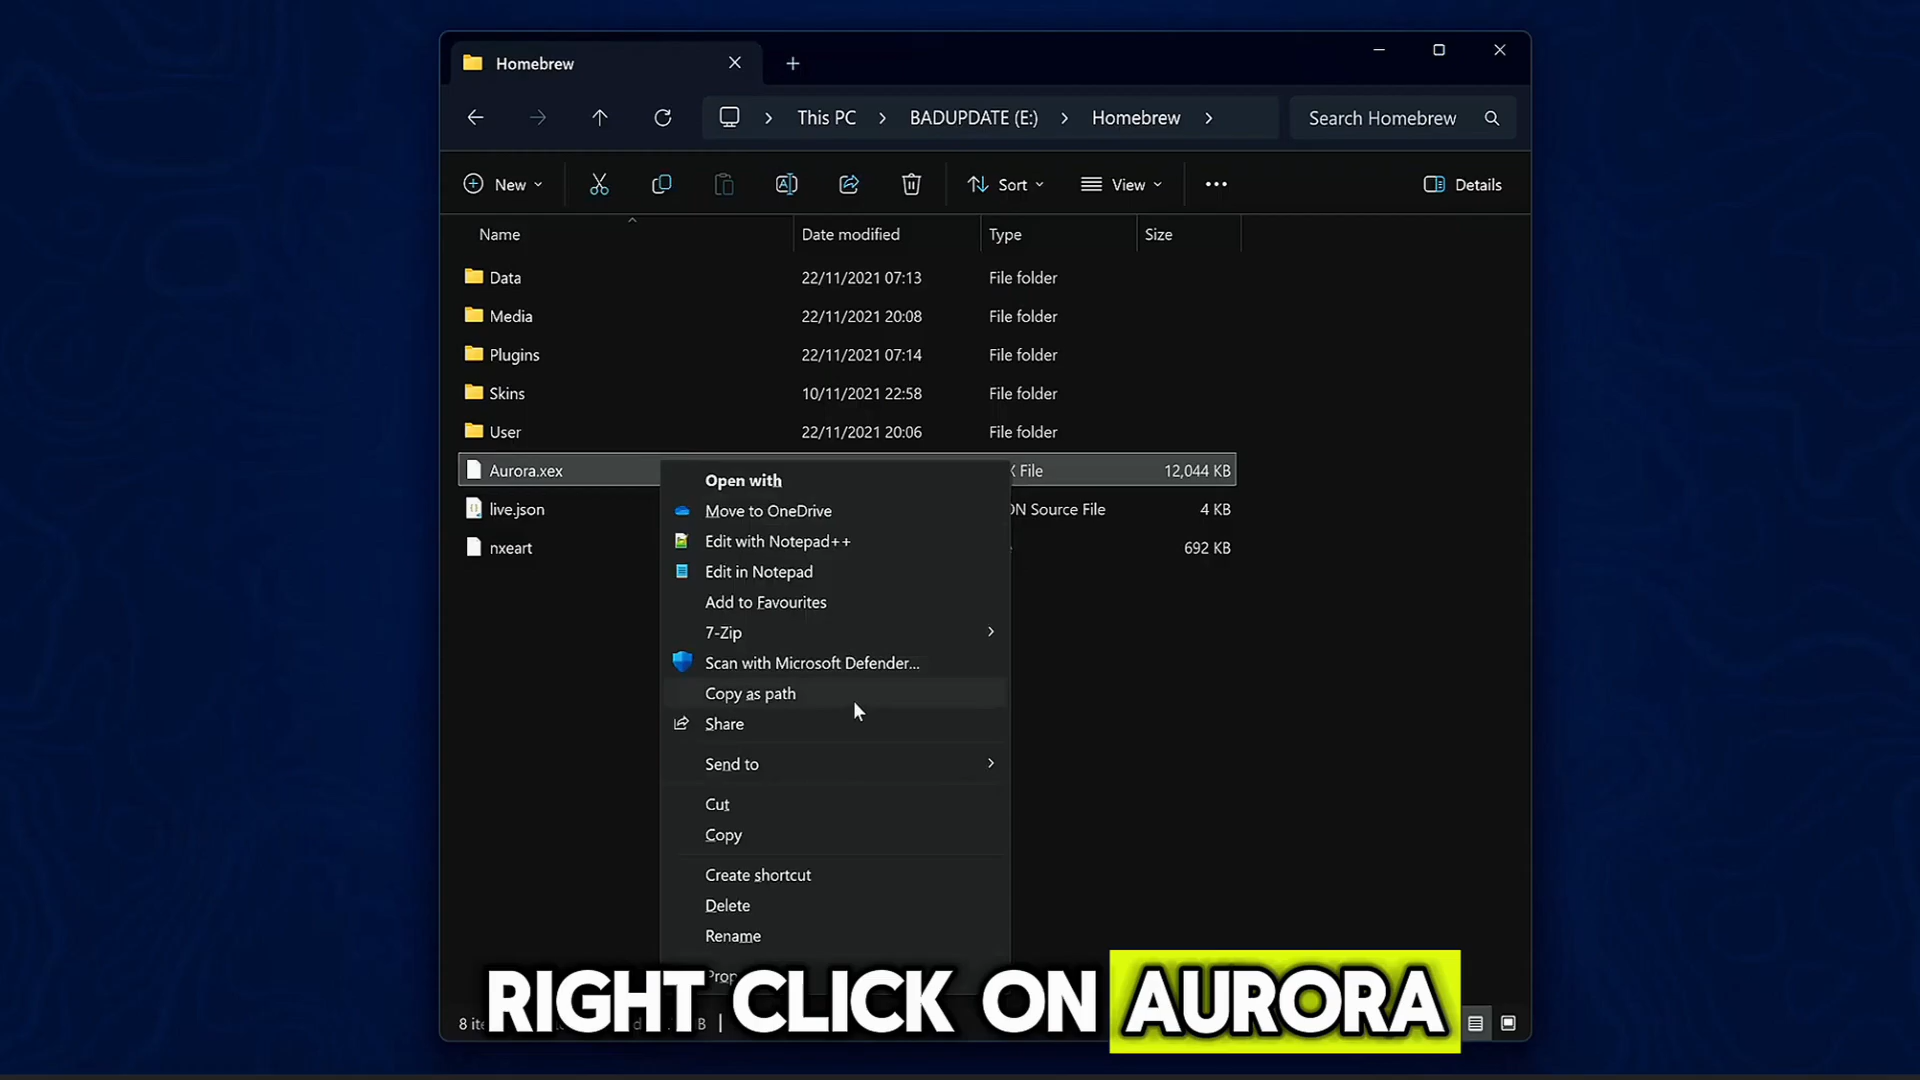 Homebrew
This PC > BADUPDATE (E:) > Homebrew > Search Homebrew
New Sort View ... Details
Name Date modified Type Size
Data 22/11/2021 07:13 File folder
Media 22/11/2021 20:08 File folder
Plugins 22/11/2021 07:14 File folder
Skins 10/11/2021 22:58 File folder
User 22/11/2021 20:06 File folder
Aurora.xex File 12,044 KB
live.json ON Source File 4 KB
nxeart 692 KB
Open with
Move to OneDrive
Edit with Notepad++
Edit in Notepad
Add to Favourites
7-Zip
Scan with Microsoft Defender...
Copy as path
Share
Send to
Cut
Copy
Create shortcut
Delete
Rename
Prop
8 ite
RIGHT CLICK ON AURORA